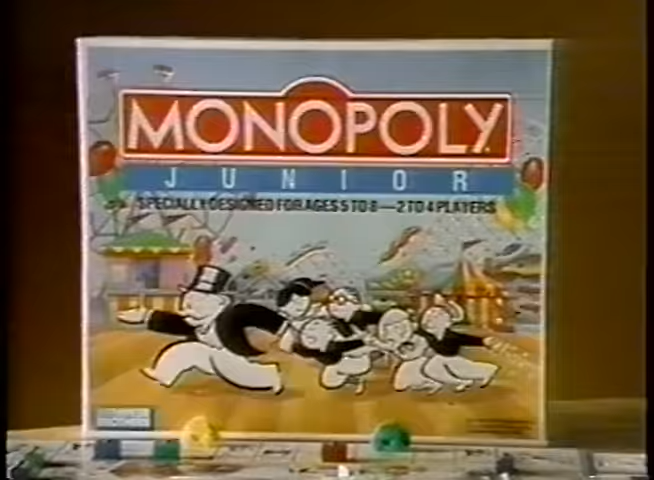 MONOPOLY
JUNIOR
SPECIALLY DESIGNED FOR AGES 5 TO 8—2 TO 4 PLAYERS